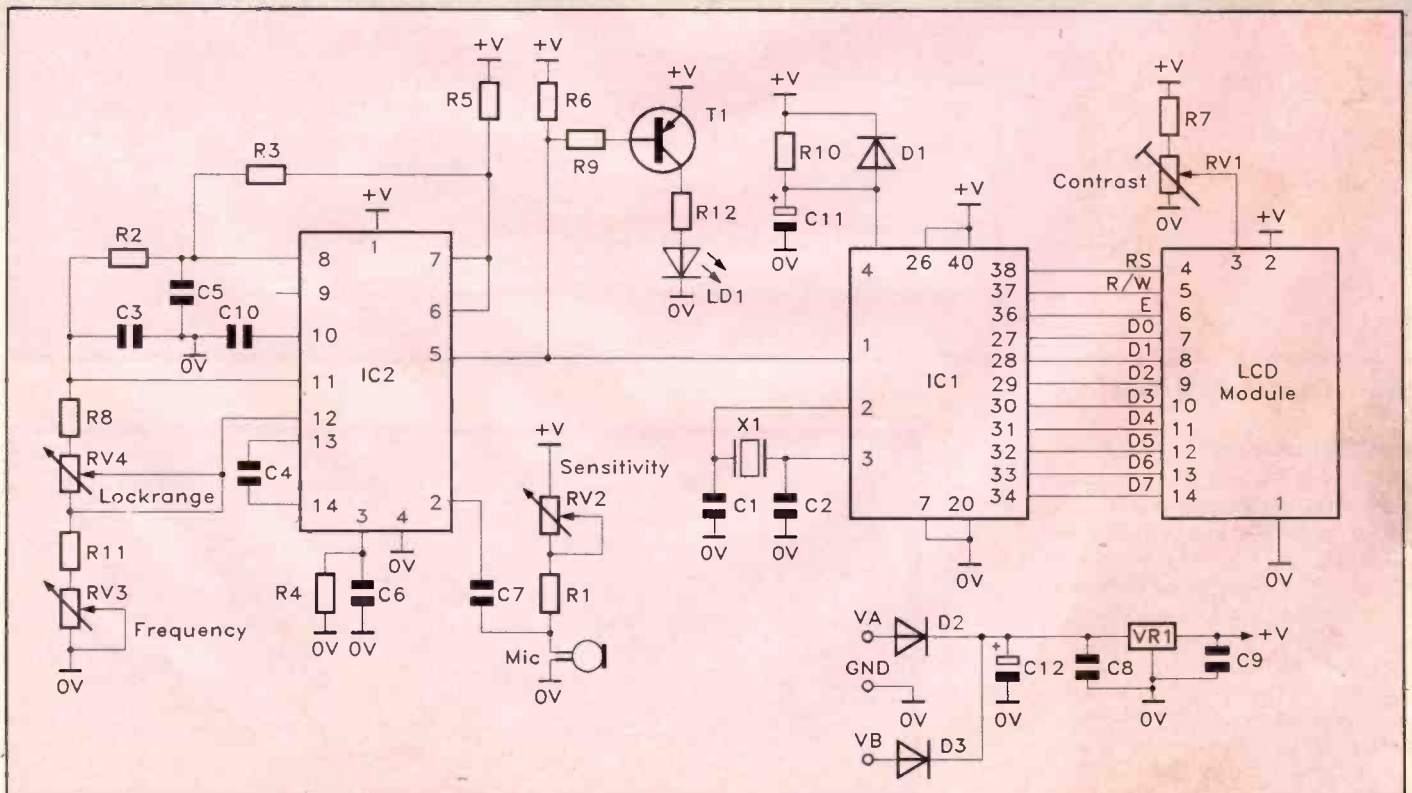 +V
R5
+V
R6
R9
+V
T1
R12
LD1
0V
+V
R10
D1
+
C11
0V
+V
R7
Contrast
RV1
0V
+V
R3
+V
R2
C5
C3
C10
0V
1
8
9
10
11
12
13
14
7
6
5
2
3
4
IC2
0V
R8
RV4
Lockrange
C4
R11
RV3
Frequency
0V
R4
C6
0V
0V
C7
+V
Sensitivity
RV2
R1
Mic
0V
+V
4
26
40
1
2
3
IC1
38
37
36
27
28
29
30
31
32
33
34
7
20
0V
X1
C1
C2
0V
0V
RS
R/W
E
D0
D1
D2
D3
D4
D5
D6
D7
3
2
4
5
6
7
8
9
10
11
12
13
14
LCD
Module
1
0V
VA
D2
GND
0V
VB
D3
+
C12
0V
C8
VR1
0V
C9
+V